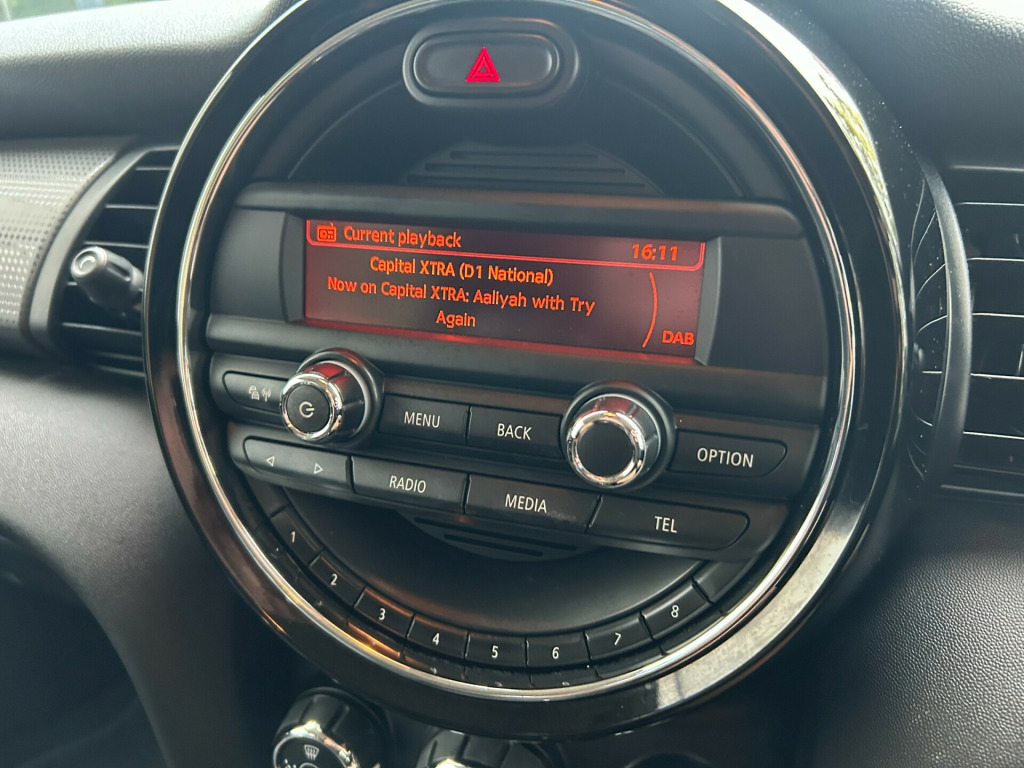 Current playback
16:11
Capital XTRA (D1 National)
Now on Capital XTRA: Aaliyah with Try
Again
DAB
MENU
BACK
OPTION
RADIO
MEDIA
TEL
1
2
3
4
5
6
7
8